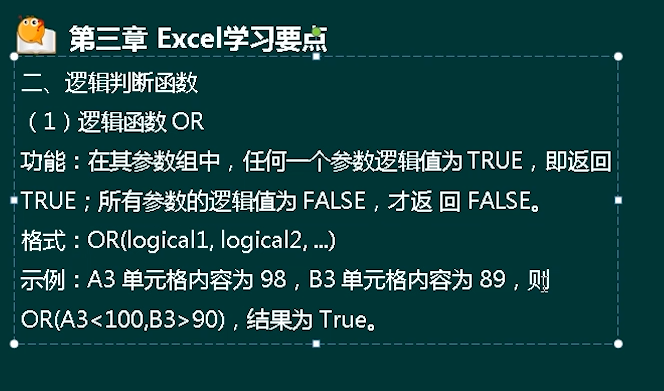 第三章 Excel学习要点
二、逻辑判断函数
（1）逻辑函数 OR
功能：在其参数组中，任何一个参数逻辑值为 TRUE，即返回
TRUE；所有参数的逻辑值为 FALSE，才返 回 FALSE。
格式：OR(logical1, logical2, ...)
示例：A3 单元格内容为 98，B3 单元格内容为 89，则
OR(A3<100,B3>90)，结果为 True。